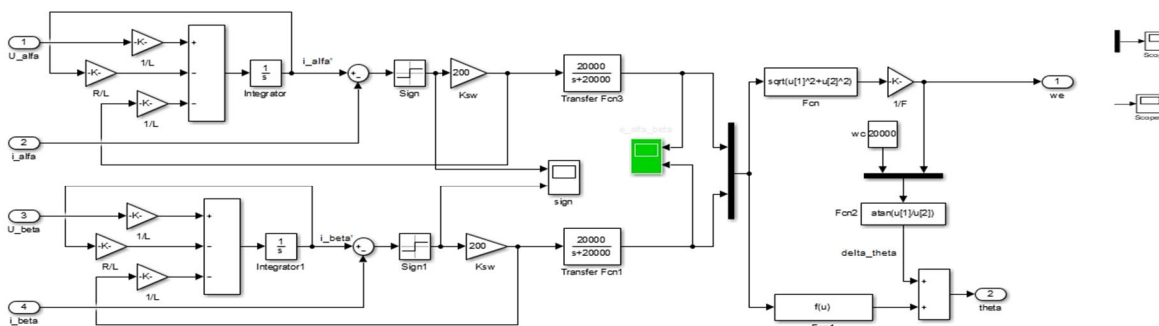 1
U_alfa
-K-
1/L
-K-
R/L
-K-
1/L
+
−
−
1
s
Integrator
i_alfa'
+
−
Sign
200
Ksw
20000
s+20000
Transfer Fcn3
2
i_alfa
3
U_beta
-K-
1/L
-K-
R/L
-K-
1/L
+
−
−
1
s
Integrator1
i_beta'
+
−
Sign1
200
Ksw
20000
s+20000
Transfer Fcn1
4
i_beta
sign
sqrt(u[1]^2+u[2]^2)
Fcn
-K-
1/F
1
we
wc
20000
Fcn2
atan(u[1]/u[2])
delta_theta
f(u)
+
+
2
theta
Sco
Scope